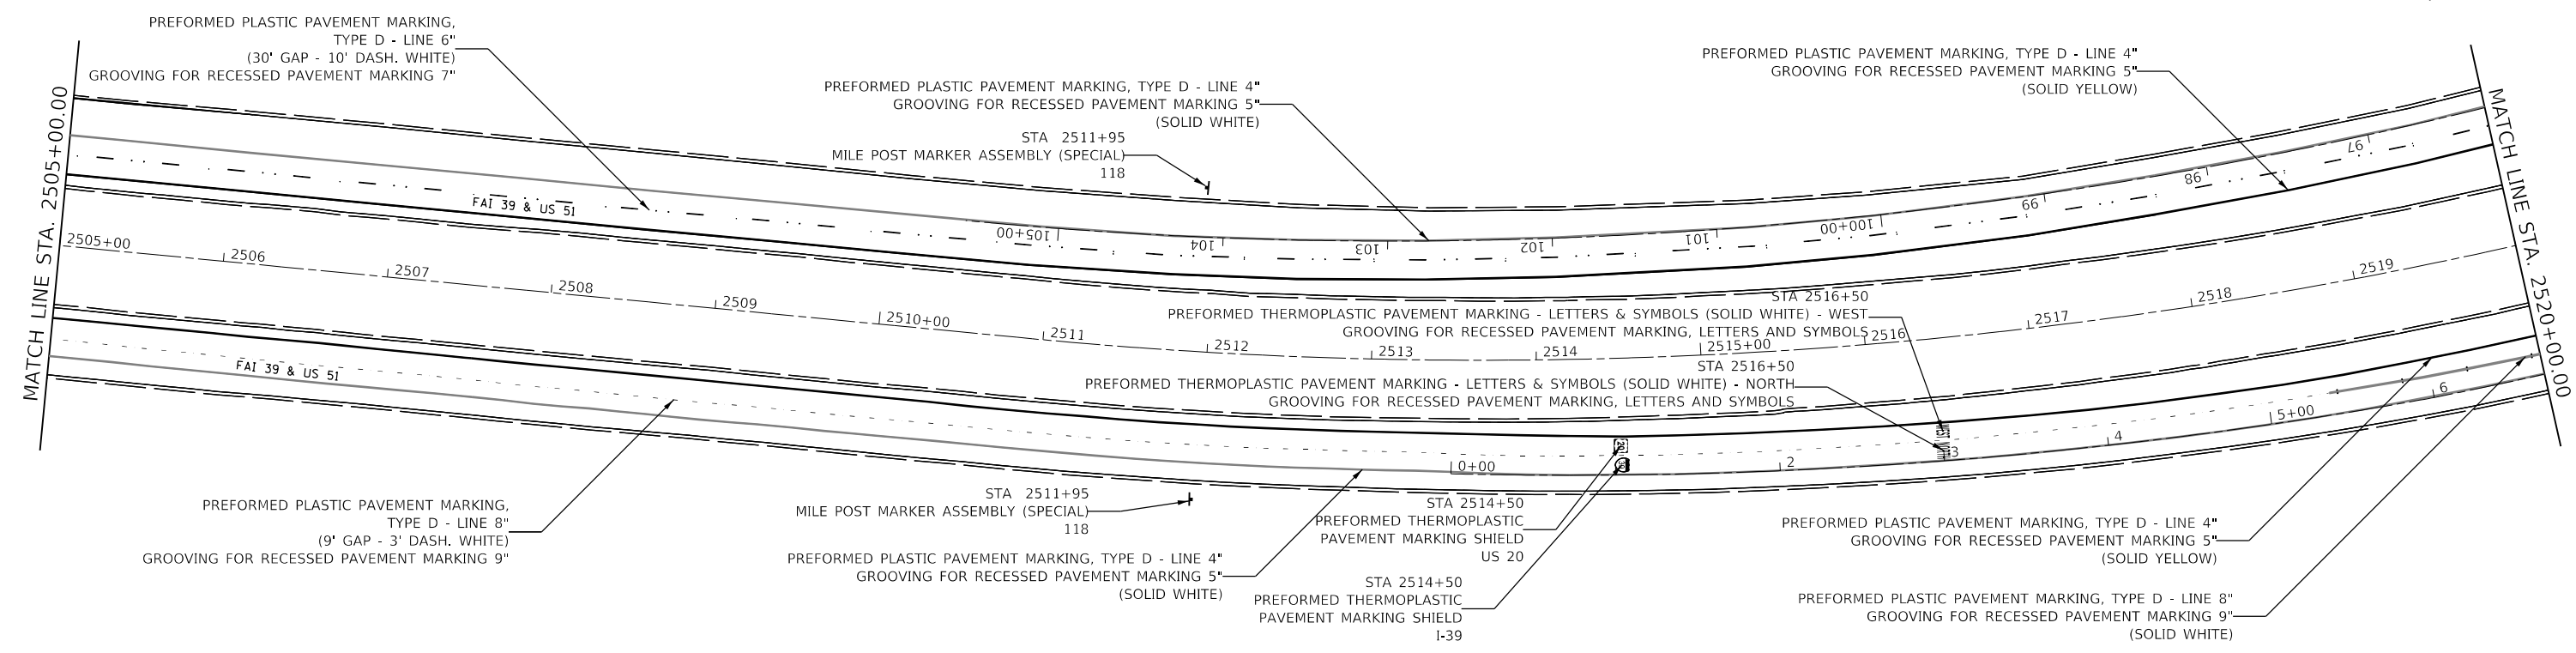 PREFORMED PLASTIC PAVEMENT MARKING,
TYPE D - LINE 6"
(30' GAP - 10' DASH. WHITE)
GROOVING FOR RECESSED PAVEMENT MARKING 7"
PREFORMED PLASTIC PAVEMENT MARKING, TYPE D - LINE 4"
GROOVING FOR RECESSED PAVEMENT MARKING 5"
(SOLID WHITE)
STA 2511+95
MILE POST MARKER ASSEMBLY (SPECIAL)
118
PREFORMED PLASTIC PAVEMENT MARKING, TYPE D - LINE 4"
GROOVING FOR RECESSED PAVEMENT MARKING 5"
(SOLID YELLOW)
MATCH LINE STA. 2505+00.00
MATCH LINE STA. 2520+00.00
FAI 39 & US 51
105+00
104
103
102
101
100+00
99
98
97
2505+00
2506
2507
2508
2509
2510+00
2511
2512
2513
2514
2515+00
2516
2517
2518
2519
STA 2516+50
PREFORMED THERMOPLASTIC PAVEMENT MARKING - LETTERS & SYMBOLS (SOLID WHITE) - WEST
GROOVING FOR RECESSED PAVEMENT MARKING, LETTERS AND SYMBOLS
STA 2516+50
PREFORMED THERMOPLASTIC PAVEMENT MARKING - LETTERS & SYMBOLS (SOLID WHITE) - NORTH
GROOVING FOR RECESSED PAVEMENT MARKING, LETTERS AND SYMBOLS
FAI 39 & US 51
0+00
2
3
4
5+00
6
PREFORMED PLASTIC PAVEMENT MARKING,
TYPE D - LINE 8"
(9' GAP - 3' DASH. WHITE)
GROOVING FOR RECESSED PAVEMENT MARKING 9"
STA 2511+95
MILE POST MARKER ASSEMBLY (SPECIAL)
118
PREFORMED PLASTIC PAVEMENT MARKING, TYPE D - LINE 4"
GROOVING FOR RECESSED PAVEMENT MARKING 5"
(SOLID WHITE)
STA 2514+50
PREFORMED THERMOPLASTIC
PAVEMENT MARKING SHIELD
US 20
STA 2514+50
PREFORMED THERMOPLASTIC
PAVEMENT MARKING SHIELD
I-39
PREFORMED PLASTIC PAVEMENT MARKING, TYPE D - LINE 4"
GROOVING FOR RECESSED PAVEMENT MARKING 5"
(SOLID YELLOW)
PREFORMED PLASTIC PAVEMENT MARKING, TYPE D - LINE 8"
GROOVING FOR RECESSED PAVEMENT MARKING 9"
(SOLID WHITE)